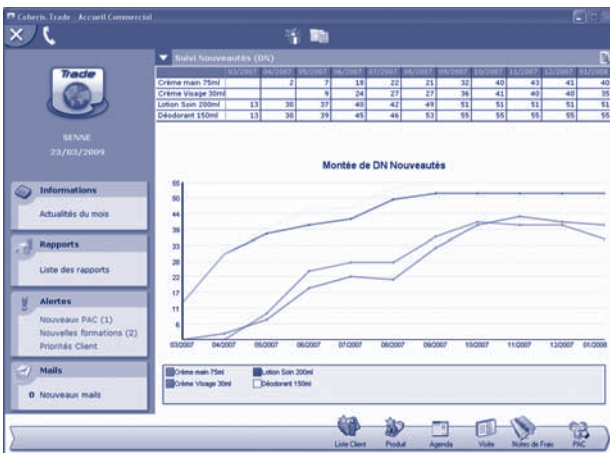 Coheris.Trade - Accueil Commercial
Trade
SENNE
23/03/2009
Informations
Actualités du mois
Rapports
Liste des rapports
Alertes
Nouveaux PAC (1)
Nouvelles formations (2)
Priorités Client
Mails
0 Nouveaux mails
Suivi Nouveautés (DN)
03/2007 04/2007 05/2007 06/2007 07/2007 08/2007 09/2007 10/2007 11/2007 12/2007 01/2008
Crème main 75ml 2 7 18 22 21 32 40 43 41 40
Crème Visage 30ml 9 24 27 27 36 41 40 40 35
Lotion Soin 200ml 13 30 37 40 42 49 51 51 51 51 51
Déodorant 150ml 13 30 39 45 46 53 55 55 55 55 55
Montée de DN Nouveautés
55
50
44
39
33
28
22
17
11
6
03/2007 04/2007 05/2007 06/2007 07/2007 08/2007 09/2007 10/2007 11/2007 12/2007 01/2008
Crème main 75ml Lotion Soin 200ml
Crème Visage 30ml Déodorant 150ml
Liste Client Produit Agenda Visite Notes de Frais PAC